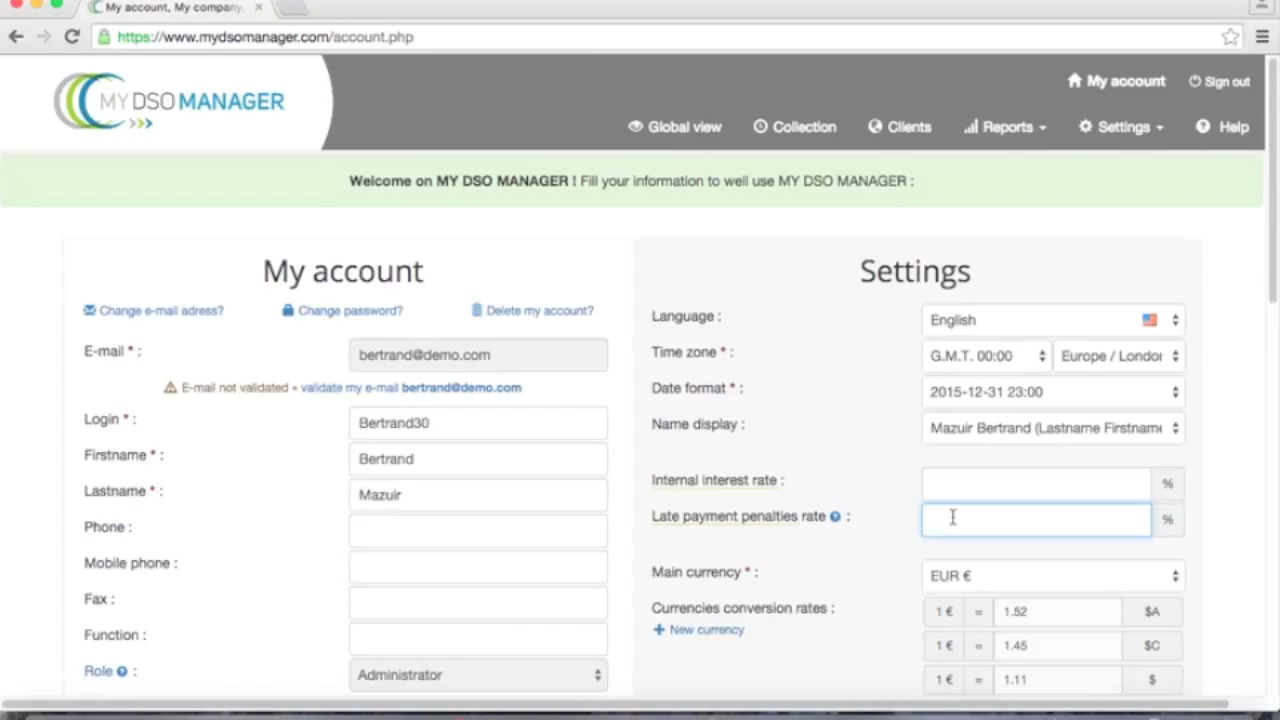 My account, My company,
https://www.mydsomanager.com/account.php
MY DSO MANAGER
My account
Sign out
Global view
Collection
Clients
Reports
Settings
Help
Welcome on MY DSO MANAGER ! Fill your information to well use MY DSO MANAGER :
My account
Change e-mail adress?
Change password?
Delete my account?
E-mail * :
bertrand@demo.com
E-mail not validated - validate my e-mail bertrand@demo.com
Login * :
Bertrand30
Firstname * :
Bertrand
Lastname * :
Mazuir
Phone :
Mobile phone :
Fax :
Function :
Role ? :
Administrator
Settings
Language :
English
Time zone * :
G.M.T. 00:00
Europe / Londor
Date format * :
2015-12-31 23:00
Name display :
Mazuir Bertrand (Lastname Firstname
Internal interest rate :
%
Late payment penalties rate ? :
%
Main currency * :
EUR €
Currencies conversion rates :
+ New currency
1 € = 1.52 $A
1 € = 1.45 $C
1 € = 1.11 $